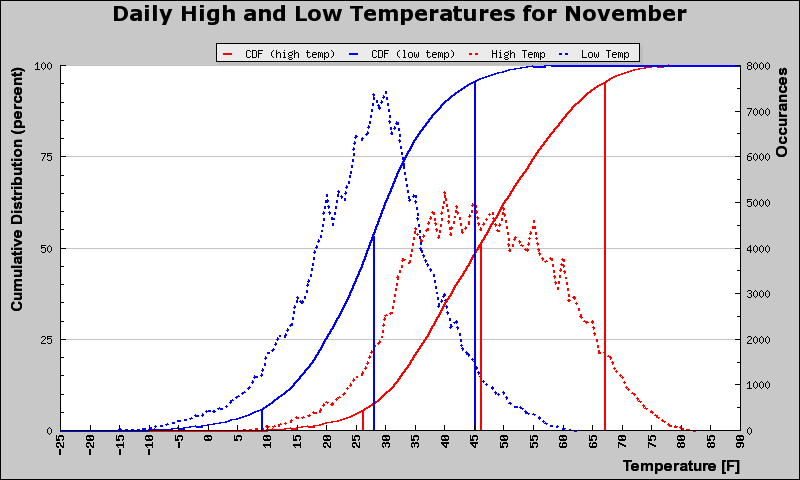 Daily High and Low Temperatures for November
CDF (high temp) CDF (low temp) High Temp Low Temp
Cumulative Distribution (percent)
100
75
50
25
0
8000
7000
6000
5000
4000
3000
2000
1000
0
Occurances
-25 -20 -15 -10 -5 0 5 10 15 20 25 30 35 40 45 50 55 60 65 70 75 80 85 90
Temperature [F]